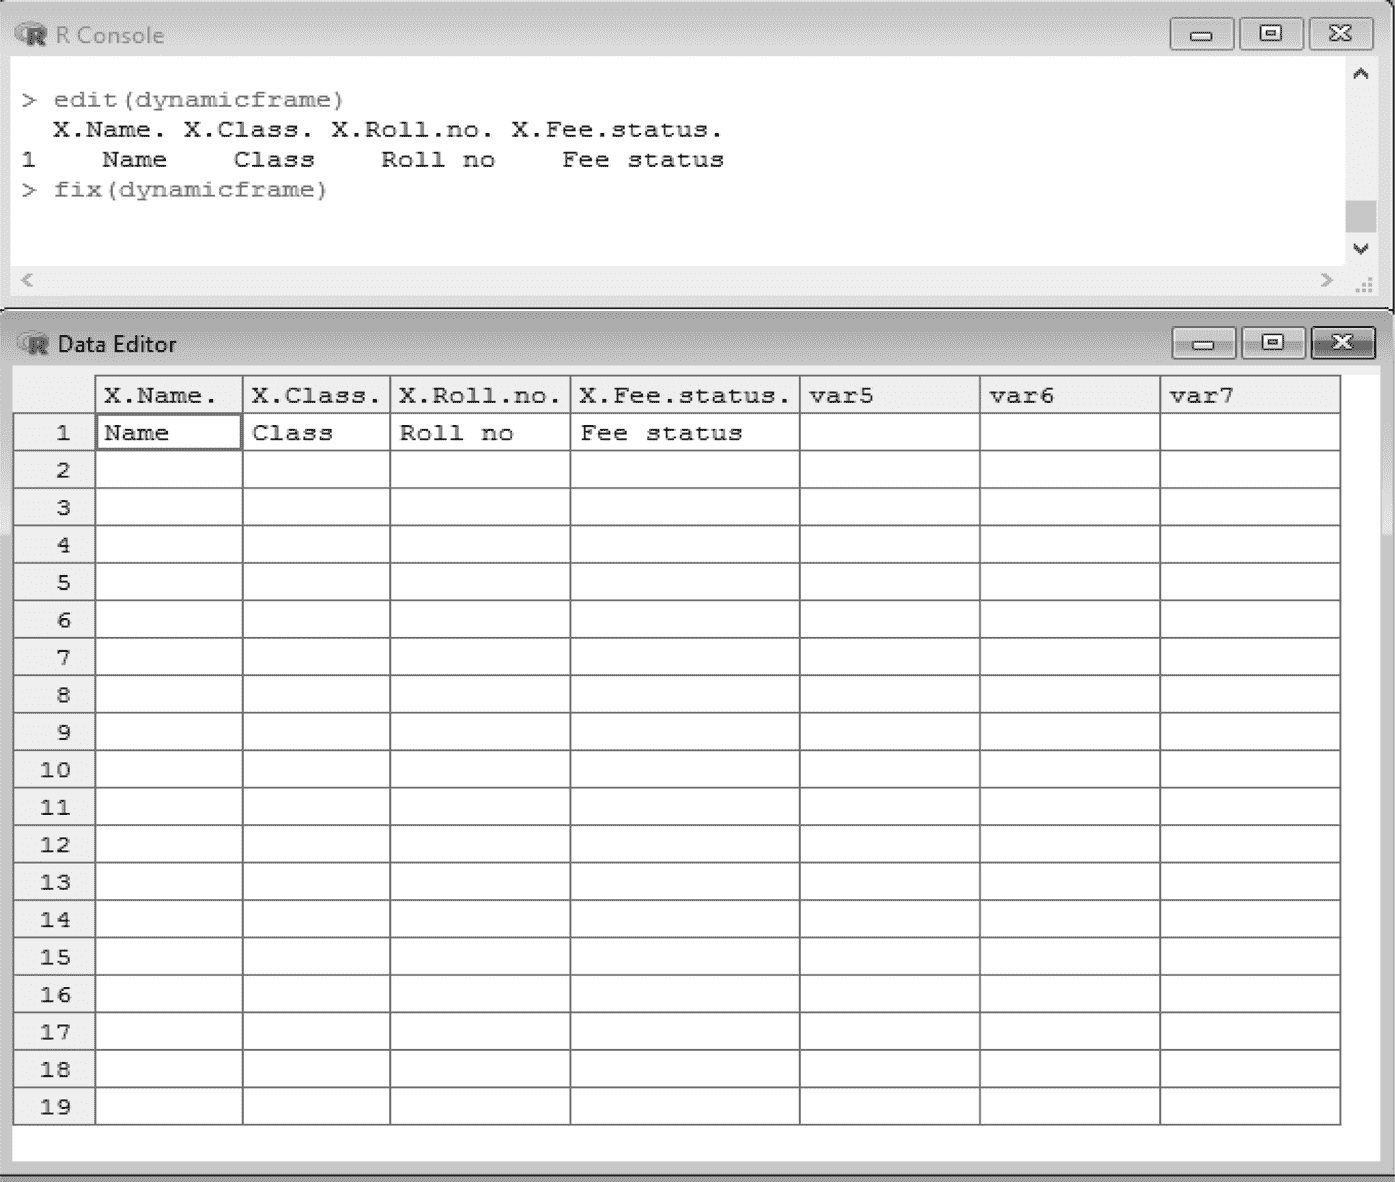 R Console
> edit(dynamicframe)
X.Name. X.Class. X.Roll.no. X.Fee.status.
1 Name Class Roll no Fee status
> fix(dynamicframe)
Data Editor
X.Name. X.Class. X.Roll.no. X.Fee.status. var5 var6 var7
1 Name Class Roll no Fee status
2
3
4
5
6
7
8
9
10
11
12
13
14
15
16
17
18
19